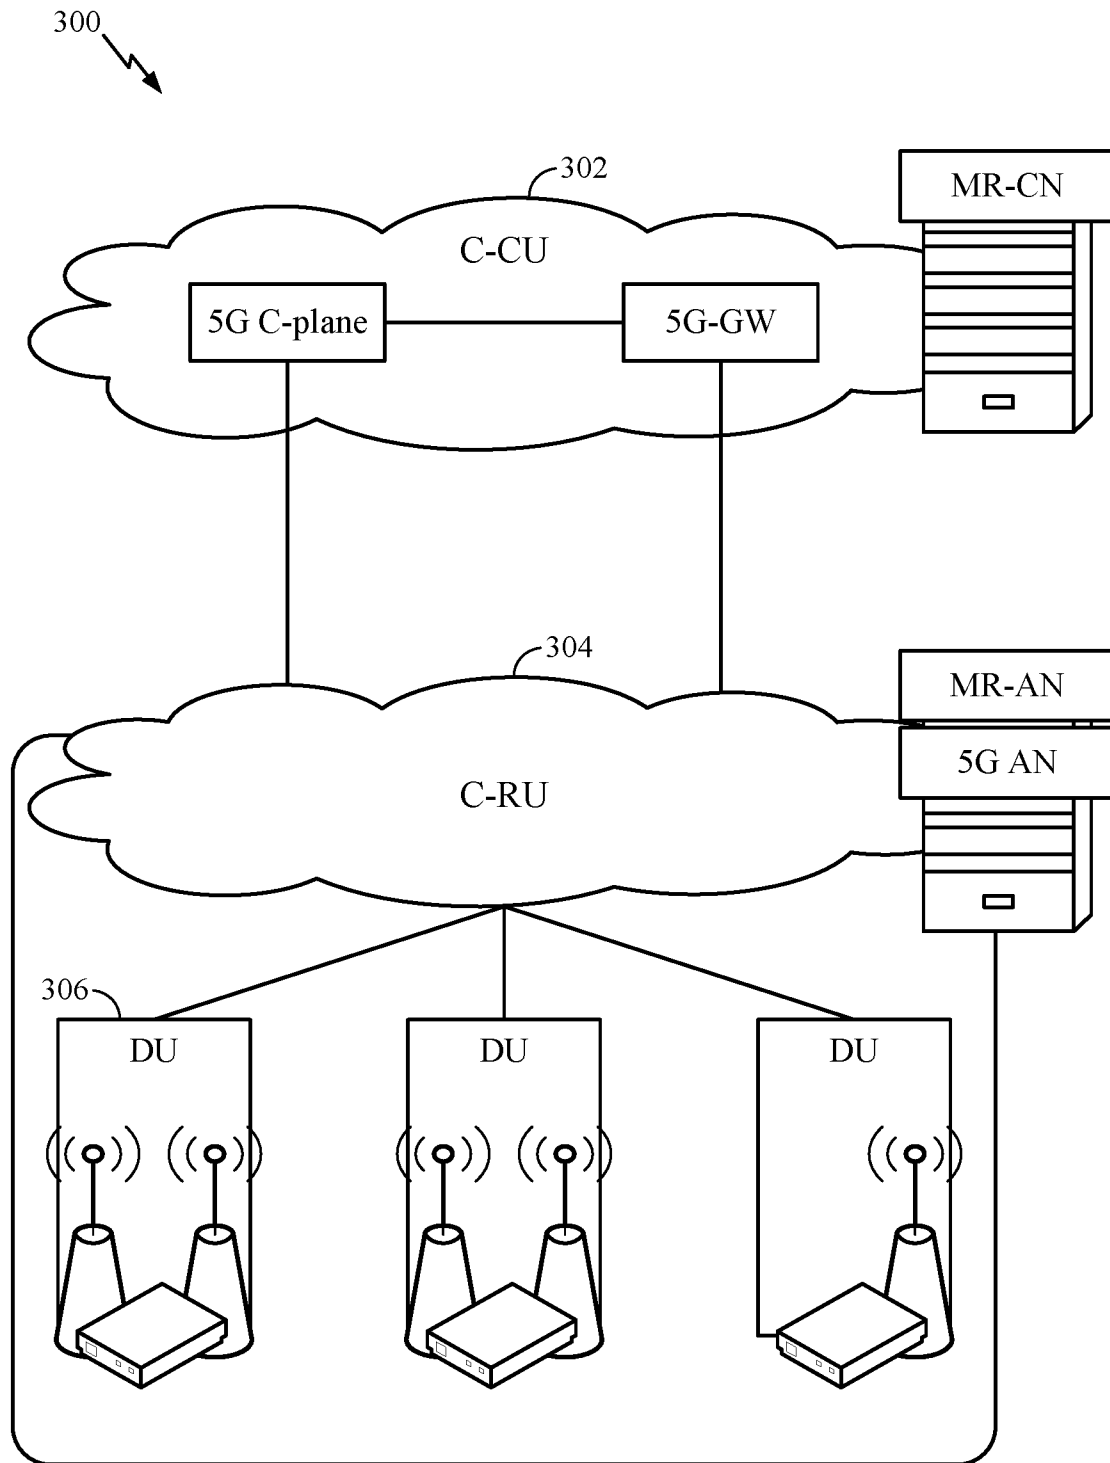 300
302
MR-CN
C-CU
5G C-plane
5G-GW
304
MR-AN
5G AN
C-RU
306
DU
DU
DU